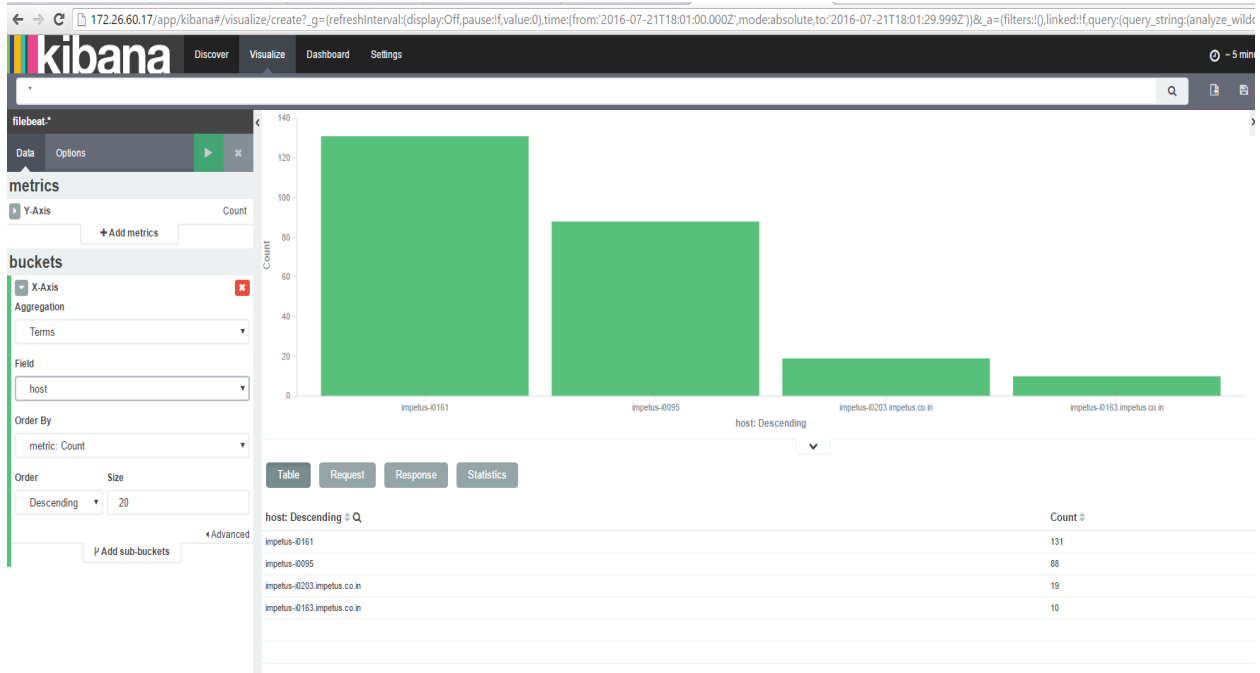 172.26.60.17/app/kibana#/visualize/create?_g=(refreshInterval:(display:Off,pause:!f,value:0),time:(from:'2016-07-21T18:01:00.000Z',mode:absolute,to:'2016-07-21T18:01:29.999Z'))&_a=(filters:!(),linked:!f,query:(query_string:(analyze_wildc
kibana Discover Visualize Dashboard Settings ~ 5 min
*
filebeat-*
Data Options
metrics
Y-Axis Count
+ Add metrics
buckets
X-Axis
Aggregation
Terms
Field
host
Order By
metric: Count
Order Size
Descending 20
Advanced
Add sub-buckets
140
120
100
80
60
40
20
0
Count
impetus-i0161 impetus-i0095 impetus-i0203.impetus.co.in impetus-i0163.impetus.co.in
host: Descending
Table Request Response Statistics
host: Descending Count
impetus-i0161 131
impetus-i0095 88
impetus-i0203.impetus.co.in 19
impetus-i0163.impetus.co.in 10